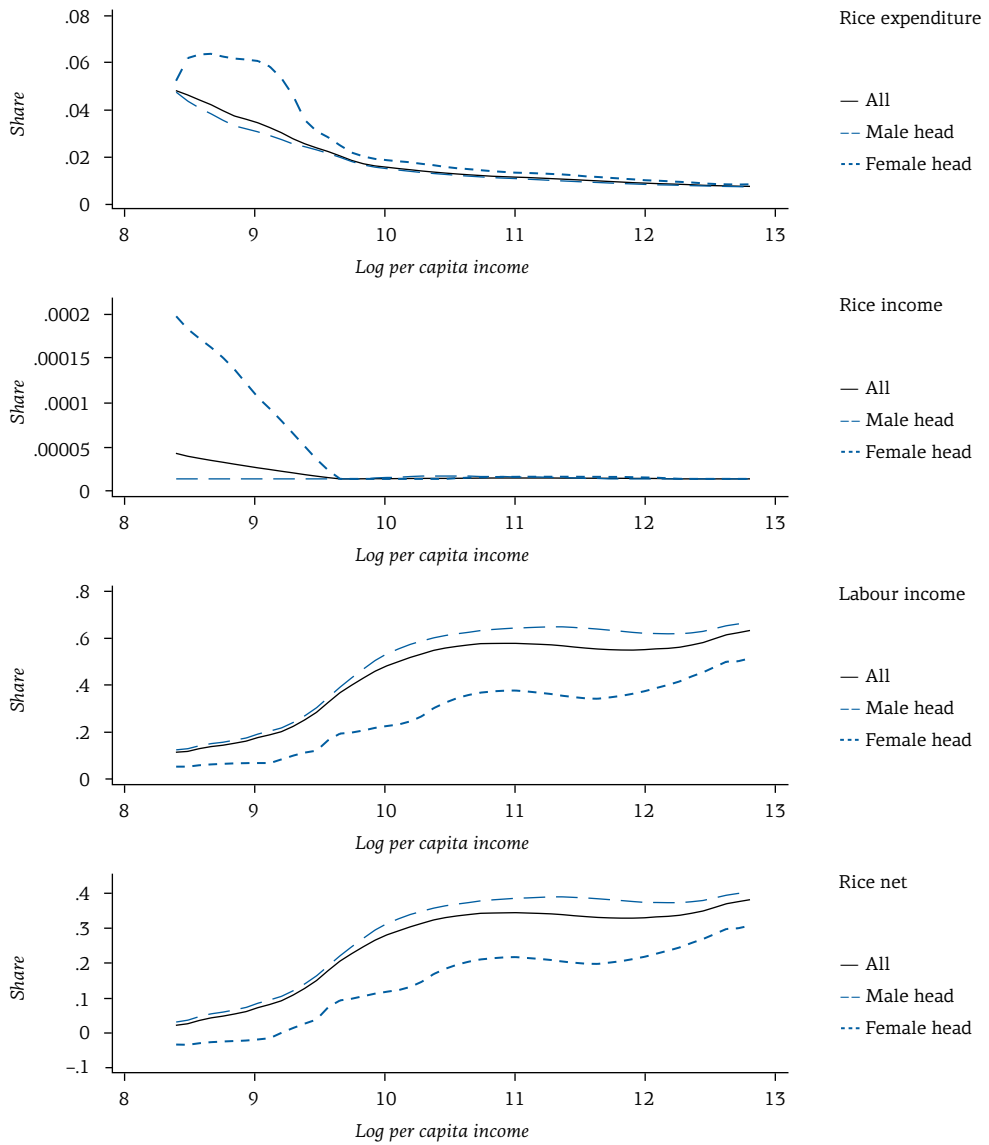 Rice expenditure
.08
.06
.04
.02
0
Share
8 9 10 11 12 13
Log per capita income
All
Male head
Female head
Rice income
.0002
.00015
.0001
.00005
0
Share
8 9 10 11 12 13
Log per capita income
All
Male head
Female head
Labour income
.8
.6
.4
.2
0
Share
8 9 10 11 12 13
Log per capita income
All
Male head
Female head
Rice net
.4
.3
.2
.1
0
–.1
Share
8 9 10 11 12 13
Log per capita income
All
Male head
Female head